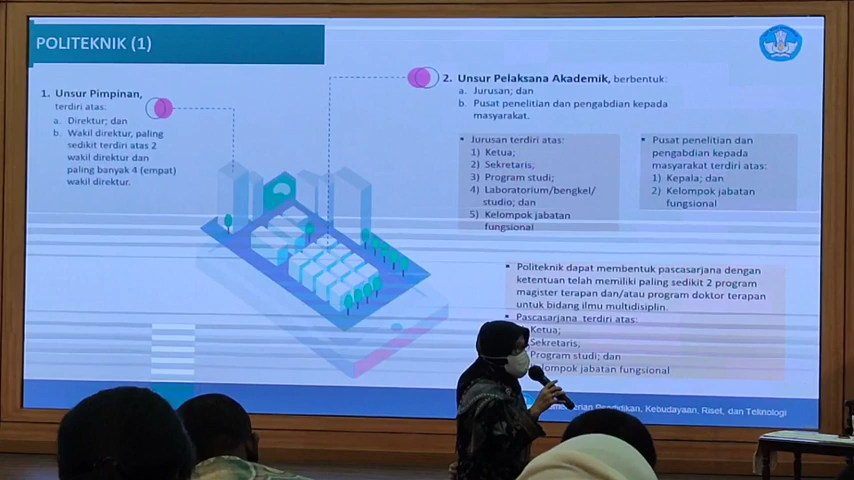 POLITEKNIK (1)
1. Unsur Pimpinan,
terdiri atas:
a. Direktur; dan
b. Wakil direktur, paling
sedikit terdiri atas 2
wakil direktur dan
paling banyak 4 (empat)
wakil direktur.
2. Unsur Pelaksana Akademik, berbentuk:
a. Jurusan; dan
b. Pusat penelitian dan pengabdian kepada
masyarakat.
▪ Jurusan terdiri atas:
1) Ketua;
2) Sekretaris;
3) Program studi;
4) Laboratorium/bengkel/
studio; dan
5) Kelompok jabatan
fungsional
▪ Pusat penelitian dan
pengabdian kepada
masyarakat terdiri atas:
1) Kepala; dan
2) Kelompok jabatan
fungsional
▪ Politeknik dapat membentuk pascasarjana dengan
ketentuan telah memiliki paling sedikit 2 program
magister terapan dan/atau program doktor terapan
untuk bidang ilmu multidisiplin.
▪ Pascasarjana terdiri atas:
Ketua;
Sekretaris,
Program studi; dan
elompok jabatan fungsional
Pendidikan, Kebudayaan, Riset, dan Teknologi